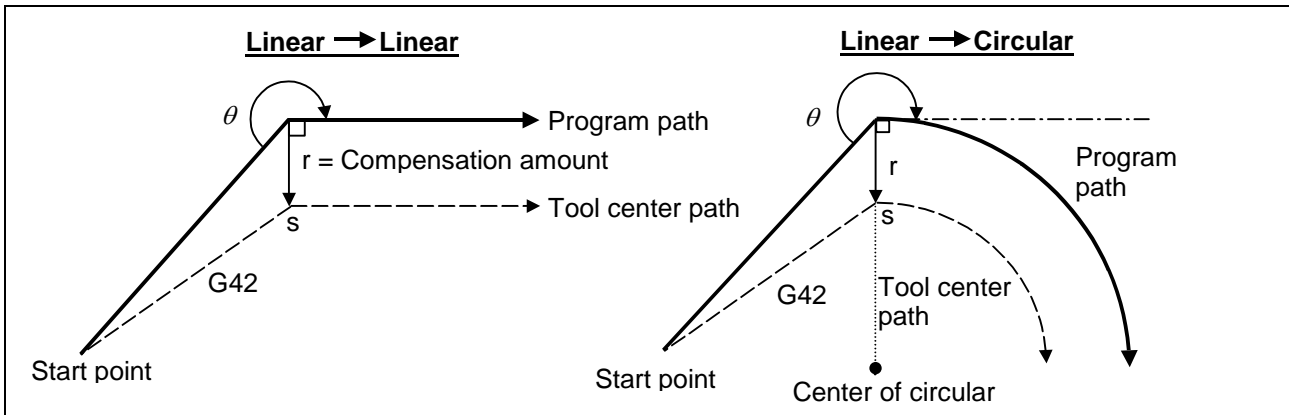 Linear → Linear
θ
Program path
r = Compensation amount
s
Tool center path
G42
Start point
Linear → Circular
θ
Program
path
r
s
G42
Tool center
path
Start point
Center of circular